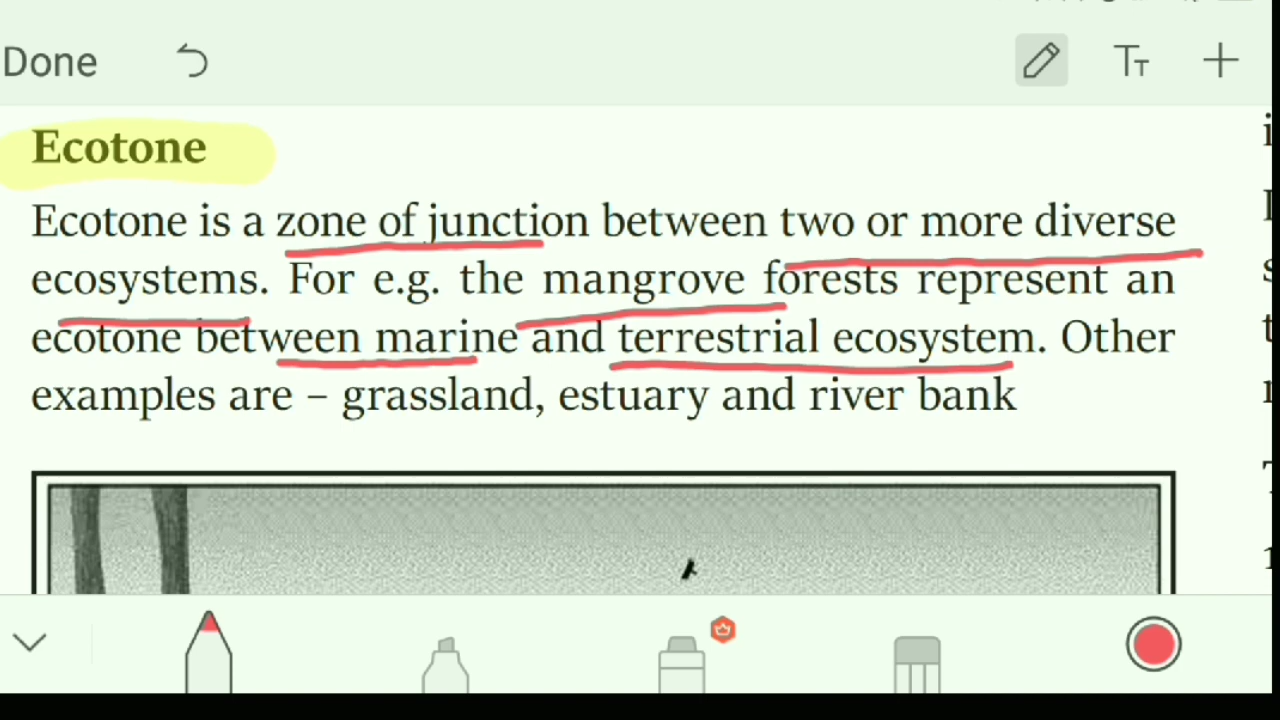 Done
Ecotone
Ecotone is a zone of junction between two or more diverse
ecosystems. For e.g. the mangrove forests represent an
ecotone between marine and terrestrial ecosystem. Other
examples are – grassland, estuary and river bank